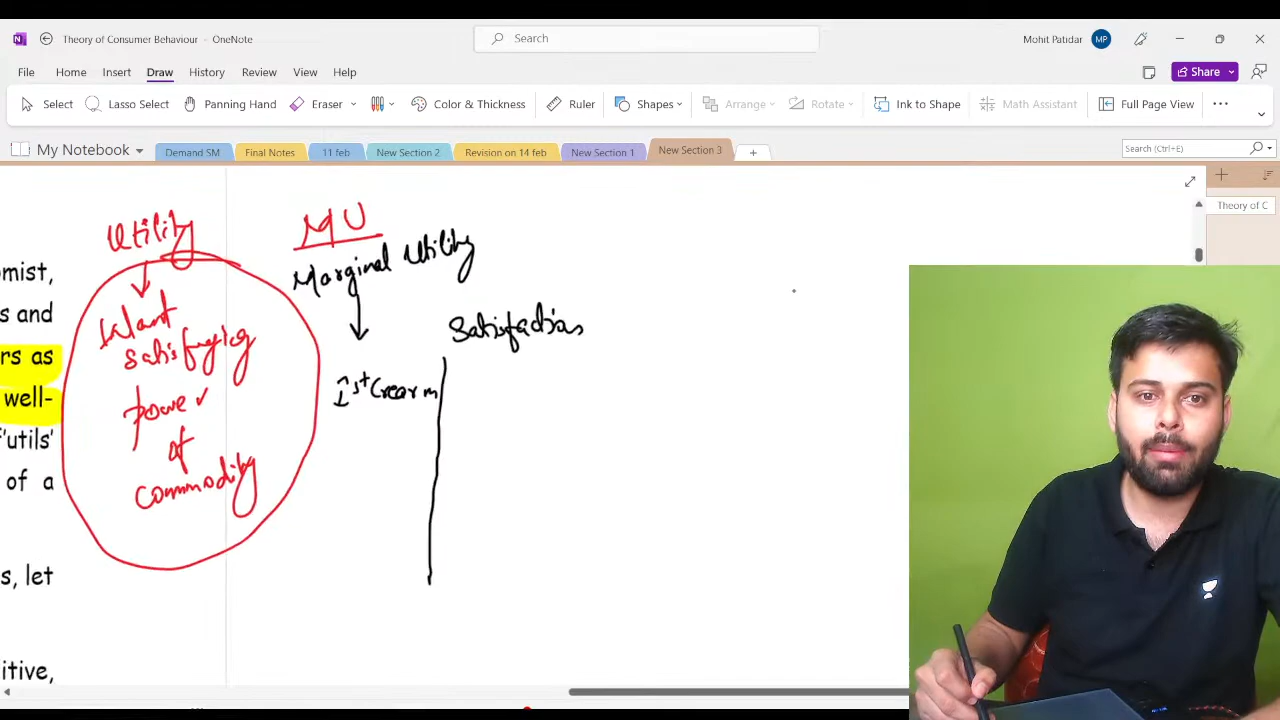 Theory of Consumer Behaviour - OneNote
Search
Mohit Patidar
MP
File Home Insert Draw History Review View Help
Share
Select Lasso Select Panning Hand Eraser Color & Thickness Ruler Shapes Arrange Rotate Ink to Shape Math Assistant Full Page View
My Notebook Demand SM Final Notes 11 feb New Section 2 Revision on 14 feb New Section 1 New Section 3
Search (Ctrl+E)
Theory of C
omist,
s and
rs as
well-
f'utils'
of a
s, let
itive,
Utility
Want
satisfying
power
of
commodity
MU
Marginal Utility
Satisfaction
1st Cream